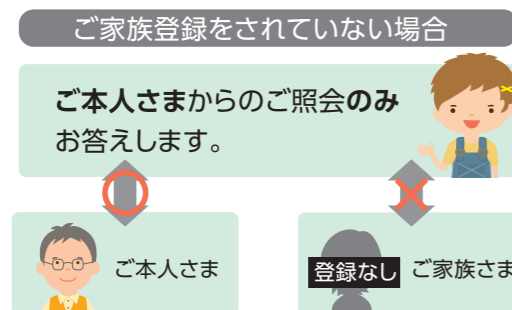 ご家族登録をされていない場合
ご本人さまからのご照会のみ
お答えします。
ご本人さま
登録なし ご家族さま